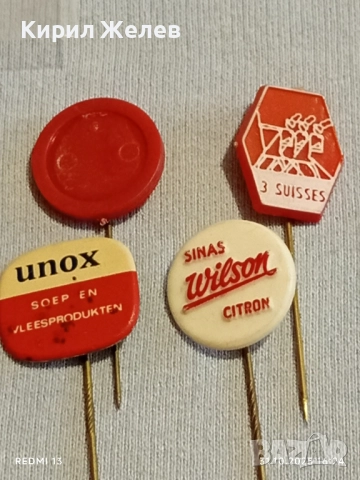 Кирил Желев
3 SUISSES
unox
SOEP EN
VLEESPRODUKTEN
SINAS
Wilson
CITRON
REDMI 13